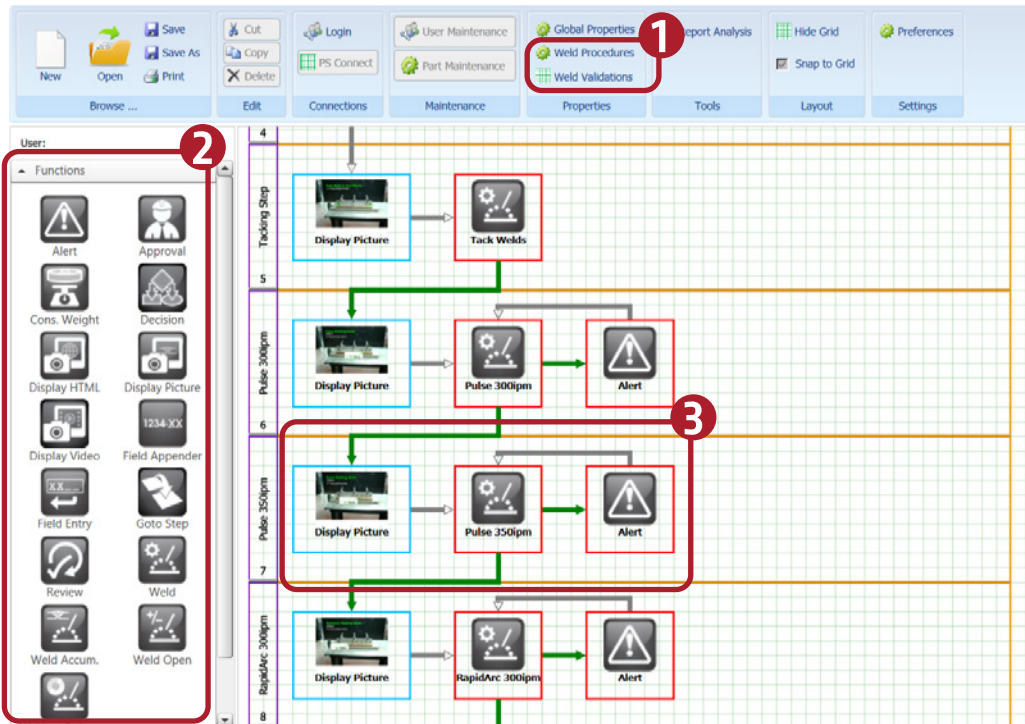 Save
Save As
Print
New
Open
Browse ...
Cut
Copy
Delete
Edit
Login
PS Connect
Connections
User Maintenance
Part Maintenance
Maintenance
Global Properties
Weld Procedures
Weld Validations
Properties
1
eport Analysis
Tools
Hide Grid
Snap to Grid
Layout
Preferences
Settings
User:
2
Functions
Alert
Approval
Cons. Weight
Decision
Display HTML
Display Picture
1234-XX
Display Video
Field Appender
XX
Field Entry
Goto Step
Review
Weld
Weld Accum.
Weld Open
4
Tacking Step
Display Picture
Tack Welds
5
Pulse 300ipm
Display Picture
Pulse 300ipm
Alert
6
3
Pulse 350ipm
Display Picture
Pulse 350ipm
Alert
7
RapidArc 300ipm
Display Picture
RapidArc 300ipm
Alert
8